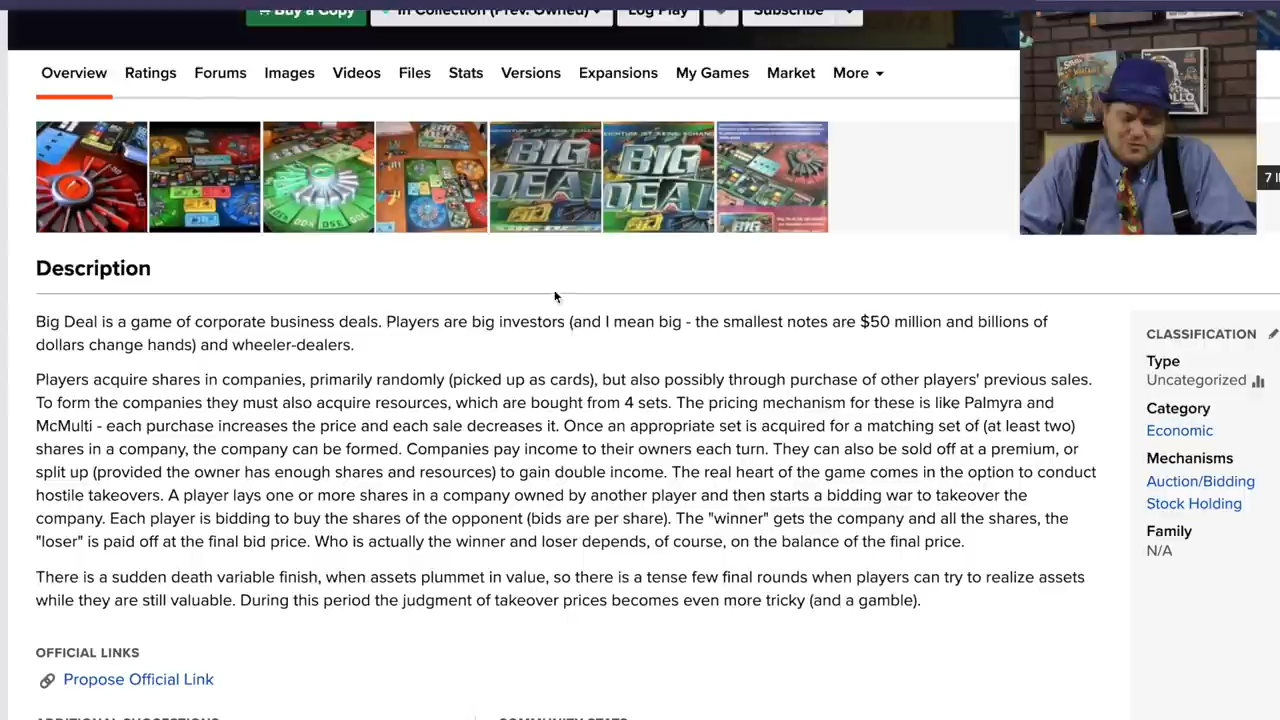 Buy a Copy In Collection (Prev. Owned) Log Play Subscribe
Overview Ratings Forums Images Videos Files Stats Versions Expansions My Games Market More
BIG
DEAL
BIG
DEAL
BIG
Description
Big Deal is a game of corporate business deals. Players are big investors (and I mean big - the smallest notes are $50 million and billions of
dollars change hands) and wheeler-dealers.
Players acquire shares in companies, primarily randomly (picked up as cards), but also possibly through purchase of other players' previous sales.
To form the companies they must also acquire resources, which are bought from 4 sets. The pricing mechanism for these is like Palmyra and
McMulti - each purchase increases the price and each sale decreases it. Once an appropriate set is acquired for a matching set of (at least two)
shares in a company, the company can be formed. Companies pay income to their owners each turn. They can also be sold off at a premium, or
split up (provided the owner has enough shares and resources) to gain double income. The real heart of the game comes in the option to conduct
hostile takeovers. A player lays one or more shares in a company owned by another player and then starts a bidding war to takeover the
company. Each player is bidding to buy the shares of the opponent (bids are per share). The "winner" gets the company and all the shares, the
"loser" is paid off at the final bid price. Who is actually the winner and loser depends, of course, on the balance of the final price.
There is a sudden death variable finish, when assets plummet in value, so there is a tense few final rounds when players can try to realize assets
while they are still valuable. During this period the judgment of takeover prices becomes even more tricky (and a gamble).
OFFICIAL LINKS
Propose Official Link
ADDITIONAL SUGGESTIONS COMMUNITY STATS
7
CLASSIFICATION
Type
Uncategorized
Category
Economic
Mechanisms
Auction/Bidding
Stock Holding
Family
N/A